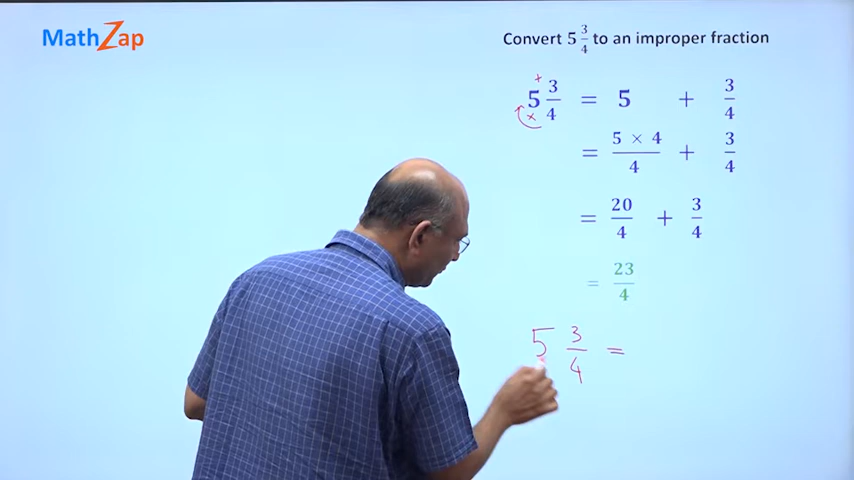 MathZap
Convert 5 3/4 to an improper fraction
5 3/4 = 5 + 3/4
+
×
= 5 × 4/4 + 3/4
= 20/4 + 3/4
= 23/4
5 3/4 =